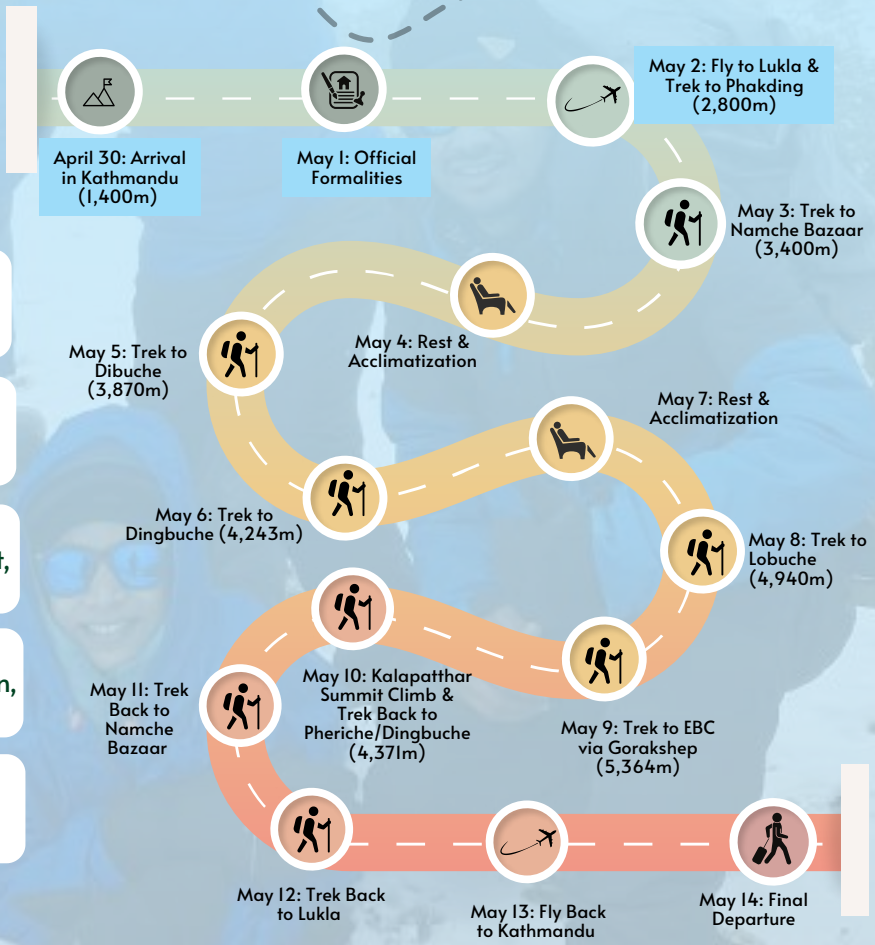 April 30: Arrival
in Kathmandu
(1,400m)
May 1: Official
Formalities
May 2: Fly to Lukla &
Trek to Phakding
(2,800m)
May 3: Trek to
Namche Bazaar
(3,400m)
May 4: Rest &
Acclimatization
May 5: Trek to
Dibuche
(3,870m)
May 6: Trek to
Dingbuche (4,243m)
May 7: Rest &
Acclimatization
May 8: Trek to
Lobuche
(4,940m)
May 9: Trek to EBC
via Gorakshep
(5,364m)
May 10: Kalapatthar
Summit Climb &
Trek Back to
Pheriche/Dingbuche
(4,371m)
May 11: Trek
Back to
Namche
Bazaar
May 12: Trek Back
to Lukla
May 13: Fly Back
to Kathmandu
May 14: Final
Departure